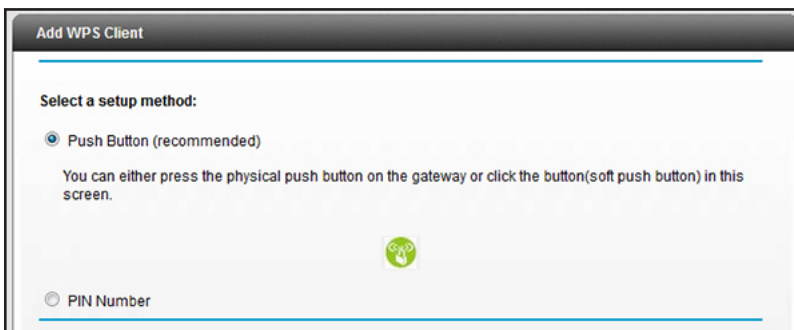 Add WPS Client
Select a setup method:
Push Button (recommended)
You can either press the physical push button on the gateway or click the button(soft push button) in this
screen.
PIN Number